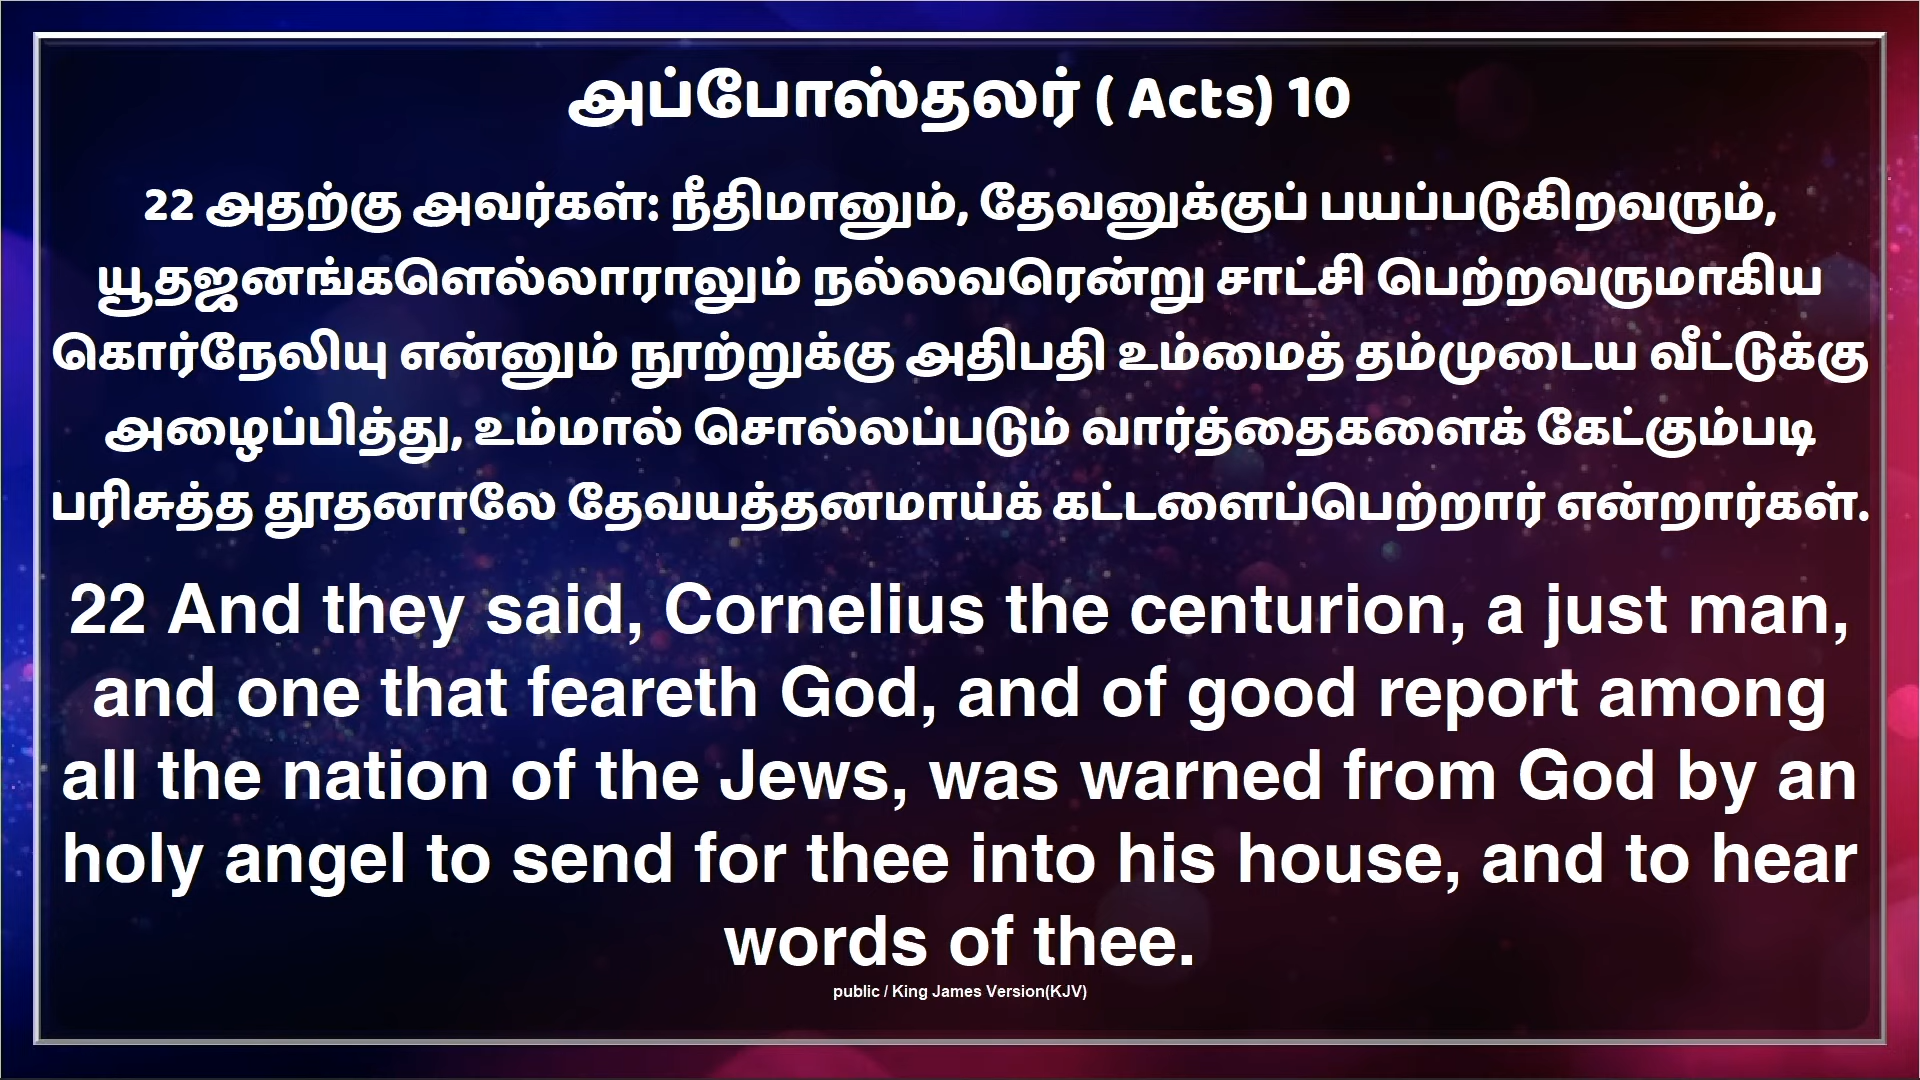 அப்போஸ்தலர் ( Acts) 10
22 அதற்கு அவர்கள்: நீதிமானும், தேவனுக்குப் பயப்படுகிறவரும்,
யூதஜனங்களெல்லாராலும் நல்லவரென்று சாட்சி பெற்றவருமாகிய
கொர்நேலியு என்னும் நூற்றுக்கு அதிபதி உம்மைத் தம்முடைய வீட்டுக்கு
அழைப்பித்து, உம்மால் சொல்லப்படும் வார்த்தைகளைக் கேட்கும்படி
பரிசுத்த தூதனாலே தேவயத்தனமாய்க் கட்டளைப்பெற்றார் என்றார்கள்.
22 And they said, Cornelius the centurion, a just man,
and one that feareth God, and of good report among
all the nation of the Jews, was warned from God by an
holy angel to send for thee into his house, and to hear
words of thee.
public / King James Version(KJV)